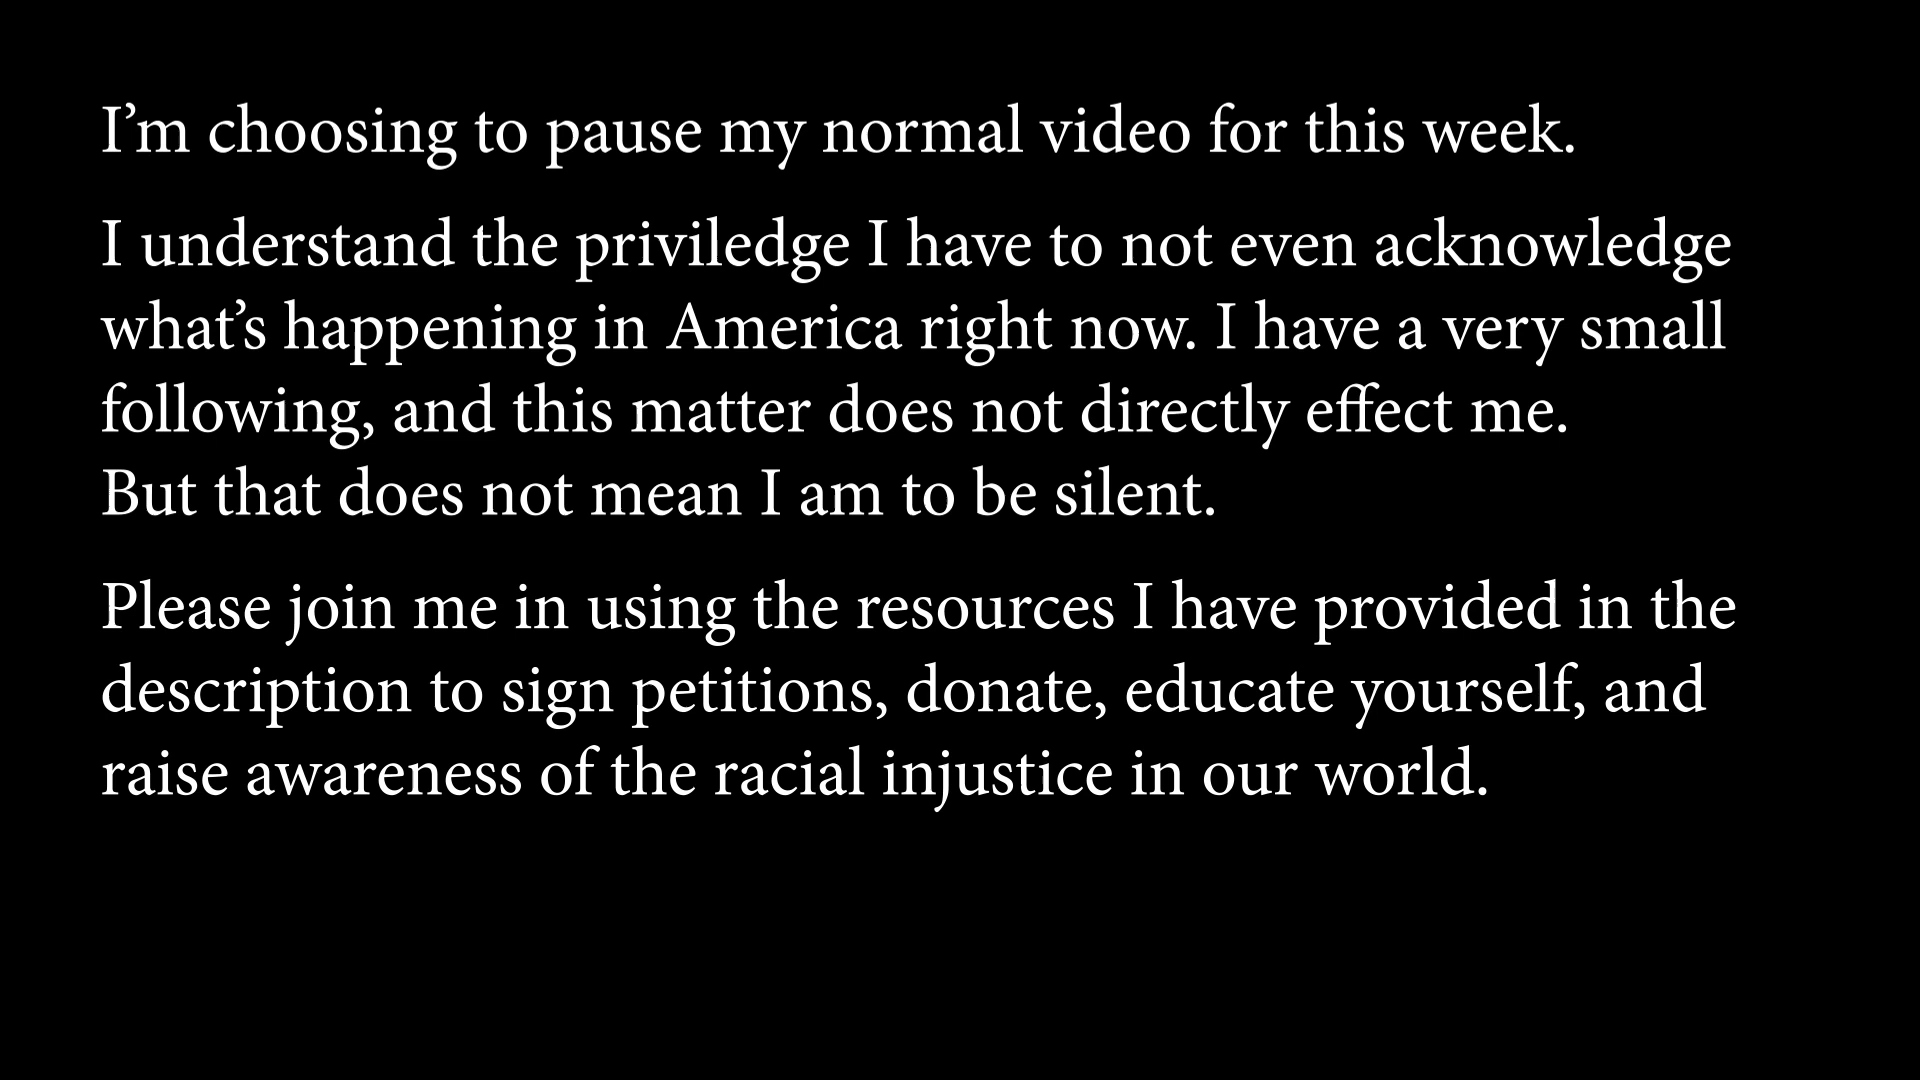 I’m choosing to pause my normal video for this week.
I understand the priviledge I have to not even acknowledge
what’s happening in America right now. I have a very small
following, and this matter does not directly effect me.
But that does not mean I am to be silent.
Please join me in using the resources I have provided in the
description to sign petitions, donate, educate yourself, and
raise awareness of the racial injustice in our world.